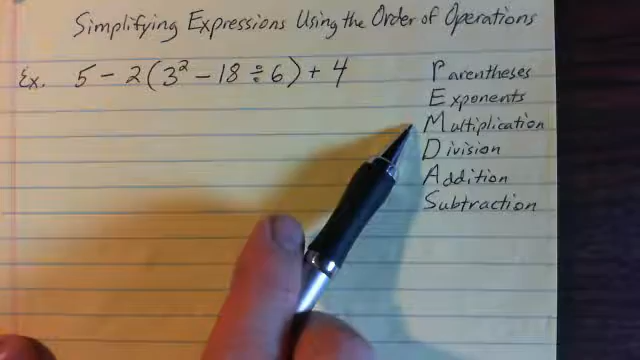 Simplifying Expressions Using the Order of Operations
Ex. 5 - 2 ( 3² - 18 ÷ 6 ) + 4
Parentheses
Exponents
Multiplication
Division
Addition
Subtraction